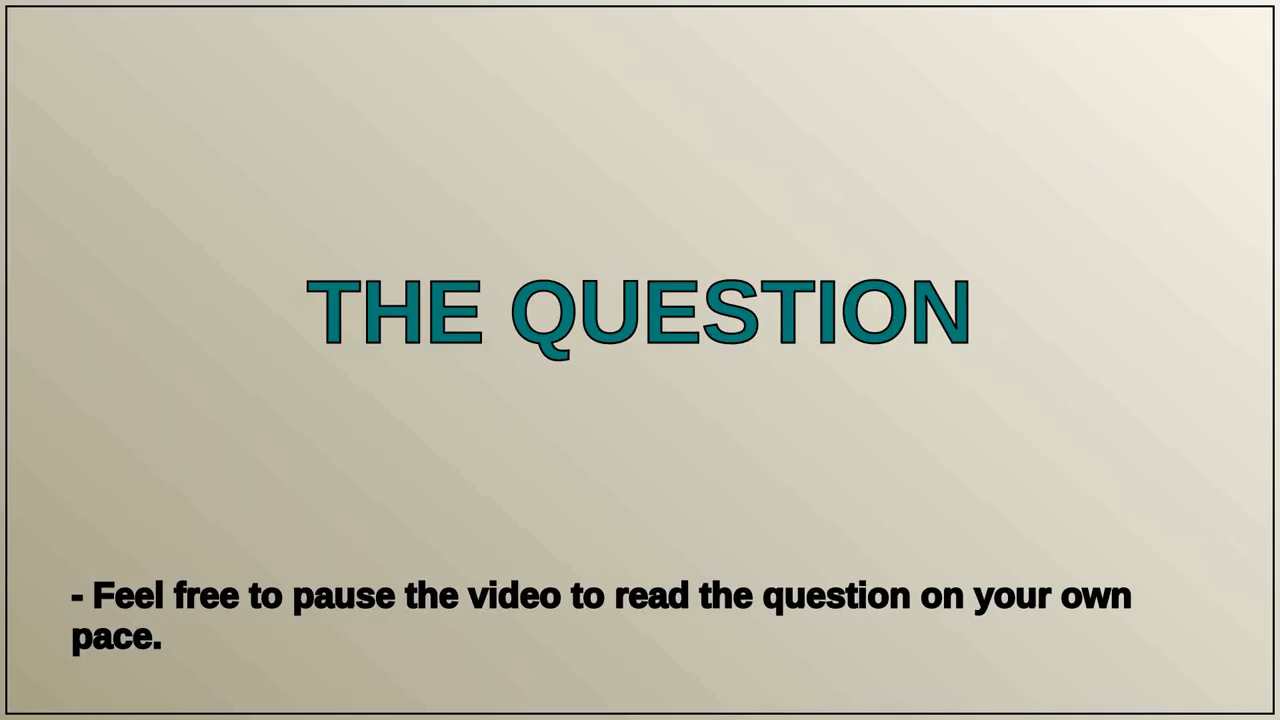 THE QUESTION
- Feel free to pause the video to read the question on your own
pace.